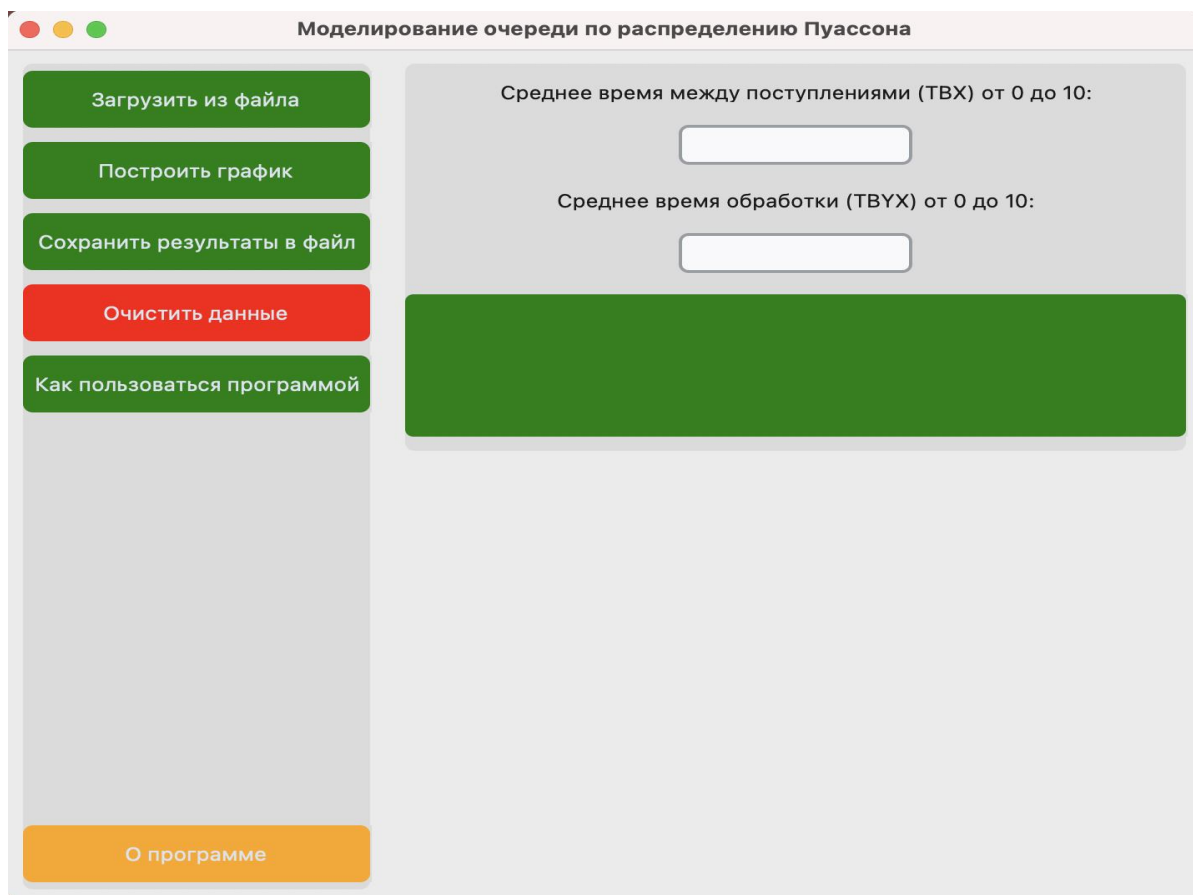 Моделирование очереди по распределению Пуассона
Загрузить из файла
Построить график
Сохранить результаты в файл
Очистить данные
Как пользоваться программой
О программе
Среднее время между поступлениями (ТВХ) от 0 до 10:
Среднее время обработки (ТВYХ) от 0 до 10: